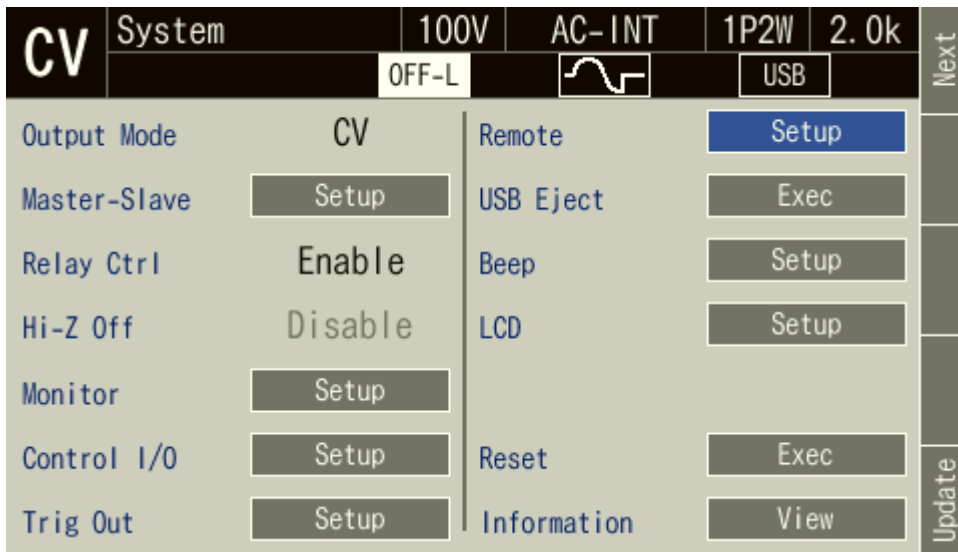 CV System 100V AC-INT 1P2W 2.0k
OFF-L USB
Next
Output Mode CV
Master-Slave Setup
Relay Ctrl Enable
Hi-Z Off Disable
Monitor Setup
Control I/O Setup
Trig Out Setup
Remote Setup
USB Eject Exec
Beep Setup
LCD Setup
Reset Exec
Information View
Update